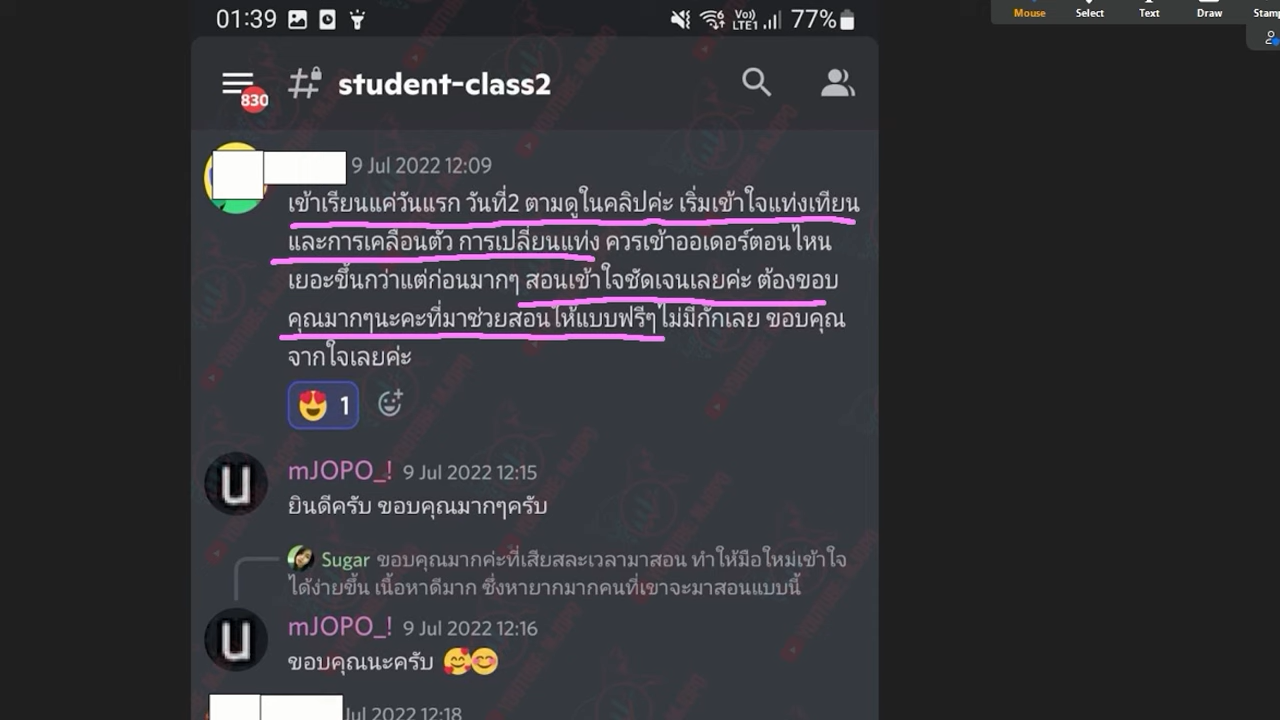 01:39 Vo) LTE1 77%
Mouse Select Text Draw Stamp
830 # student-class2
9 Jul 2022 12:09
เข้าเรียนแค่วันแรก วันที่2 ตามดูในคลิปค่ะ เริ่มเข้าใจแท่งเทียน
และการเคลื่อนตัว การเปลี่ยนแท่ง ควรเข้าออเดอร์ตอนไหน
เยอะขึ้นกว่าแต่ก่อนมากๆ สอนเข้าใจชัดเจนเลยค่ะ ต้องขอบ
คุณมากๆนะคะที่มาช่วยสอนให้แบบฟรีๆ ไม่มีกั๊กเลย ขอบคุณ
จากใจเลยค่ะ
1
mJOPO_! 9 Jul 2022 12:15
ยินดีครับ ขอบคุณมากๆครับ
Sugar ขอบคุณมากค่ะที่เสียสละเวลามาสอน ทำให้มือใหม่เข้าใจ
ได้ง่ายขึ้น เนื้อหาดีมาก ซึ่งหายากมากคนที่เขาจะมาสอนแบบนี้
mJOPO_! 9 Jul 2022 12:16
ขอบคุณนะครับ 🥰😊
Jul 2022 12:18